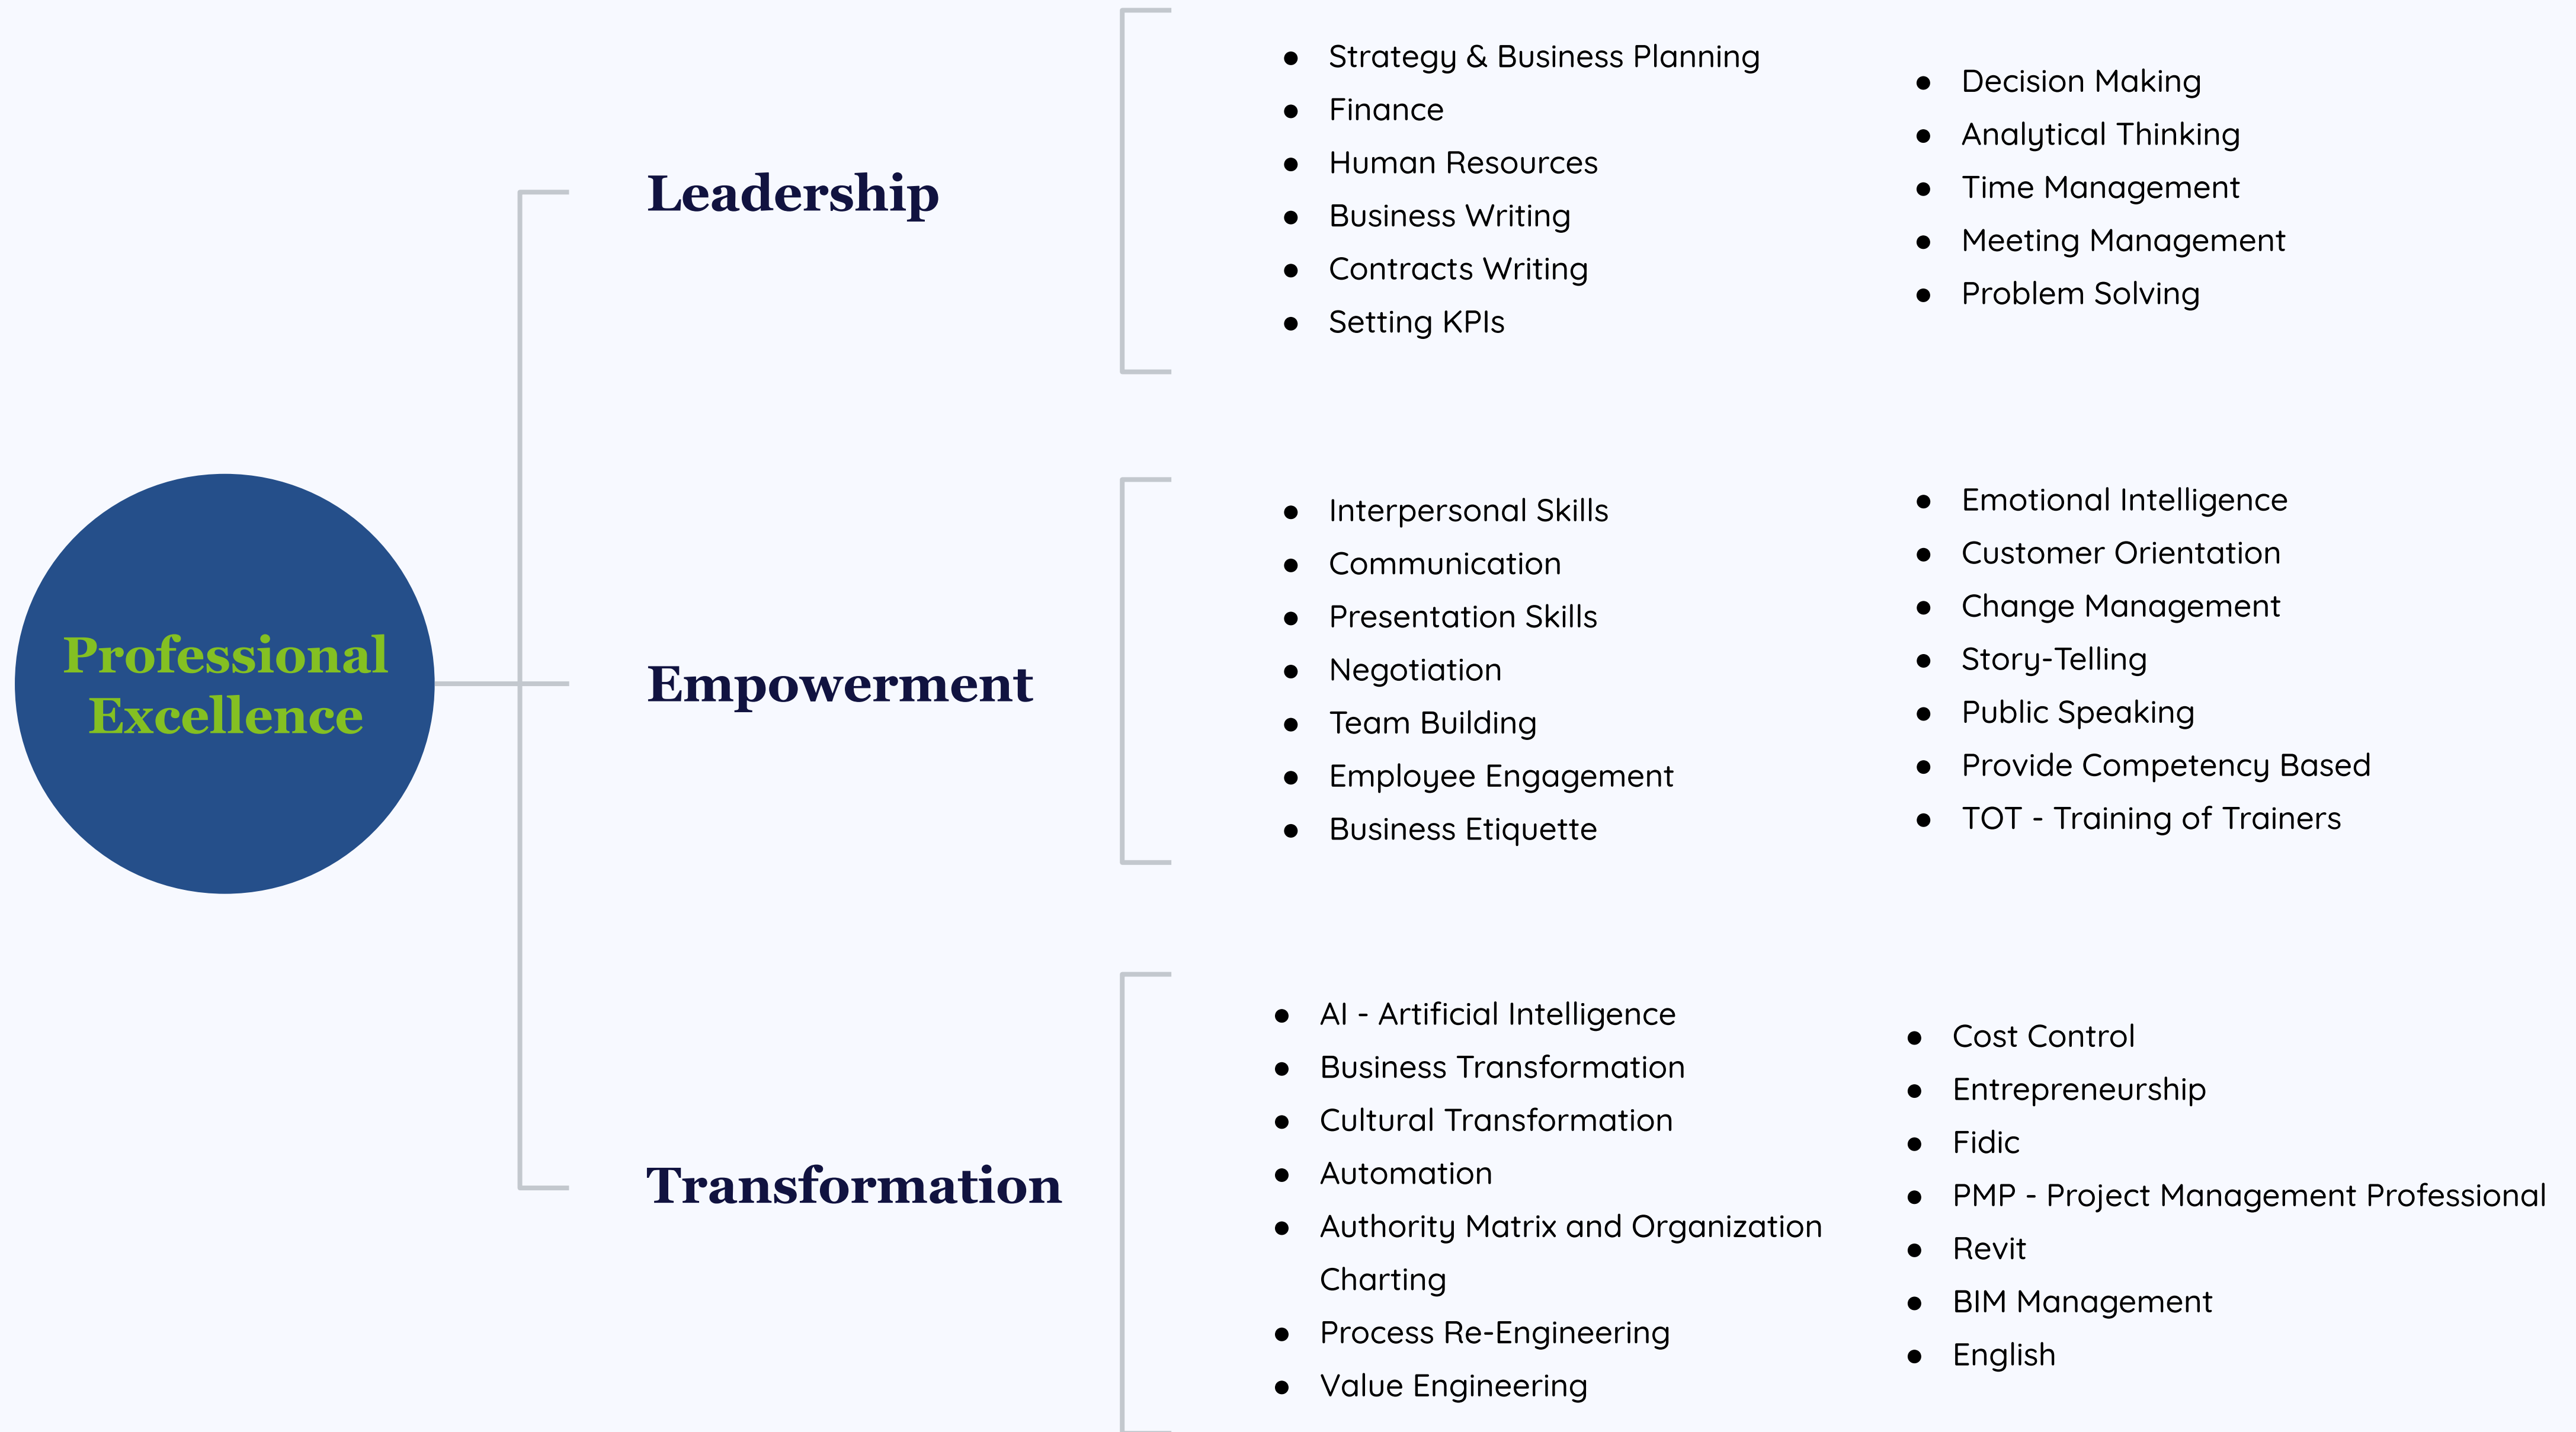 Professional
Excellence
Leadership
● Strategy & Business Planning
● Finance
● Human Resources
● Business Writing
● Contracts Writing
● Setting KPIs
● Decision Making
● Analytical Thinking
● Time Management
● Meeting Management
● Problem Solving
Empowerment
● Interpersonal Skills
● Communication
● Presentation Skills
● Negotiation
● Team Building
● Employee Engagement
● Business Etiquette
● Emotional Intelligence
● Customer Orientation
● Change Management
● Story-Telling
● Public Speaking
● Provide Competency Based
● TOT - Training of Trainers
Transformation
● AI - Artificial Intelligence
● Business Transformation
● Cultural Transformation
● Automation
● Authority Matrix and Organization
Charting
● Process Re-Engineering
● Value Engineering
● Cost Control
● Entrepreneurship
● Fidic
● PMP - Project Management Professional
● Revit
● BIM Management
● English